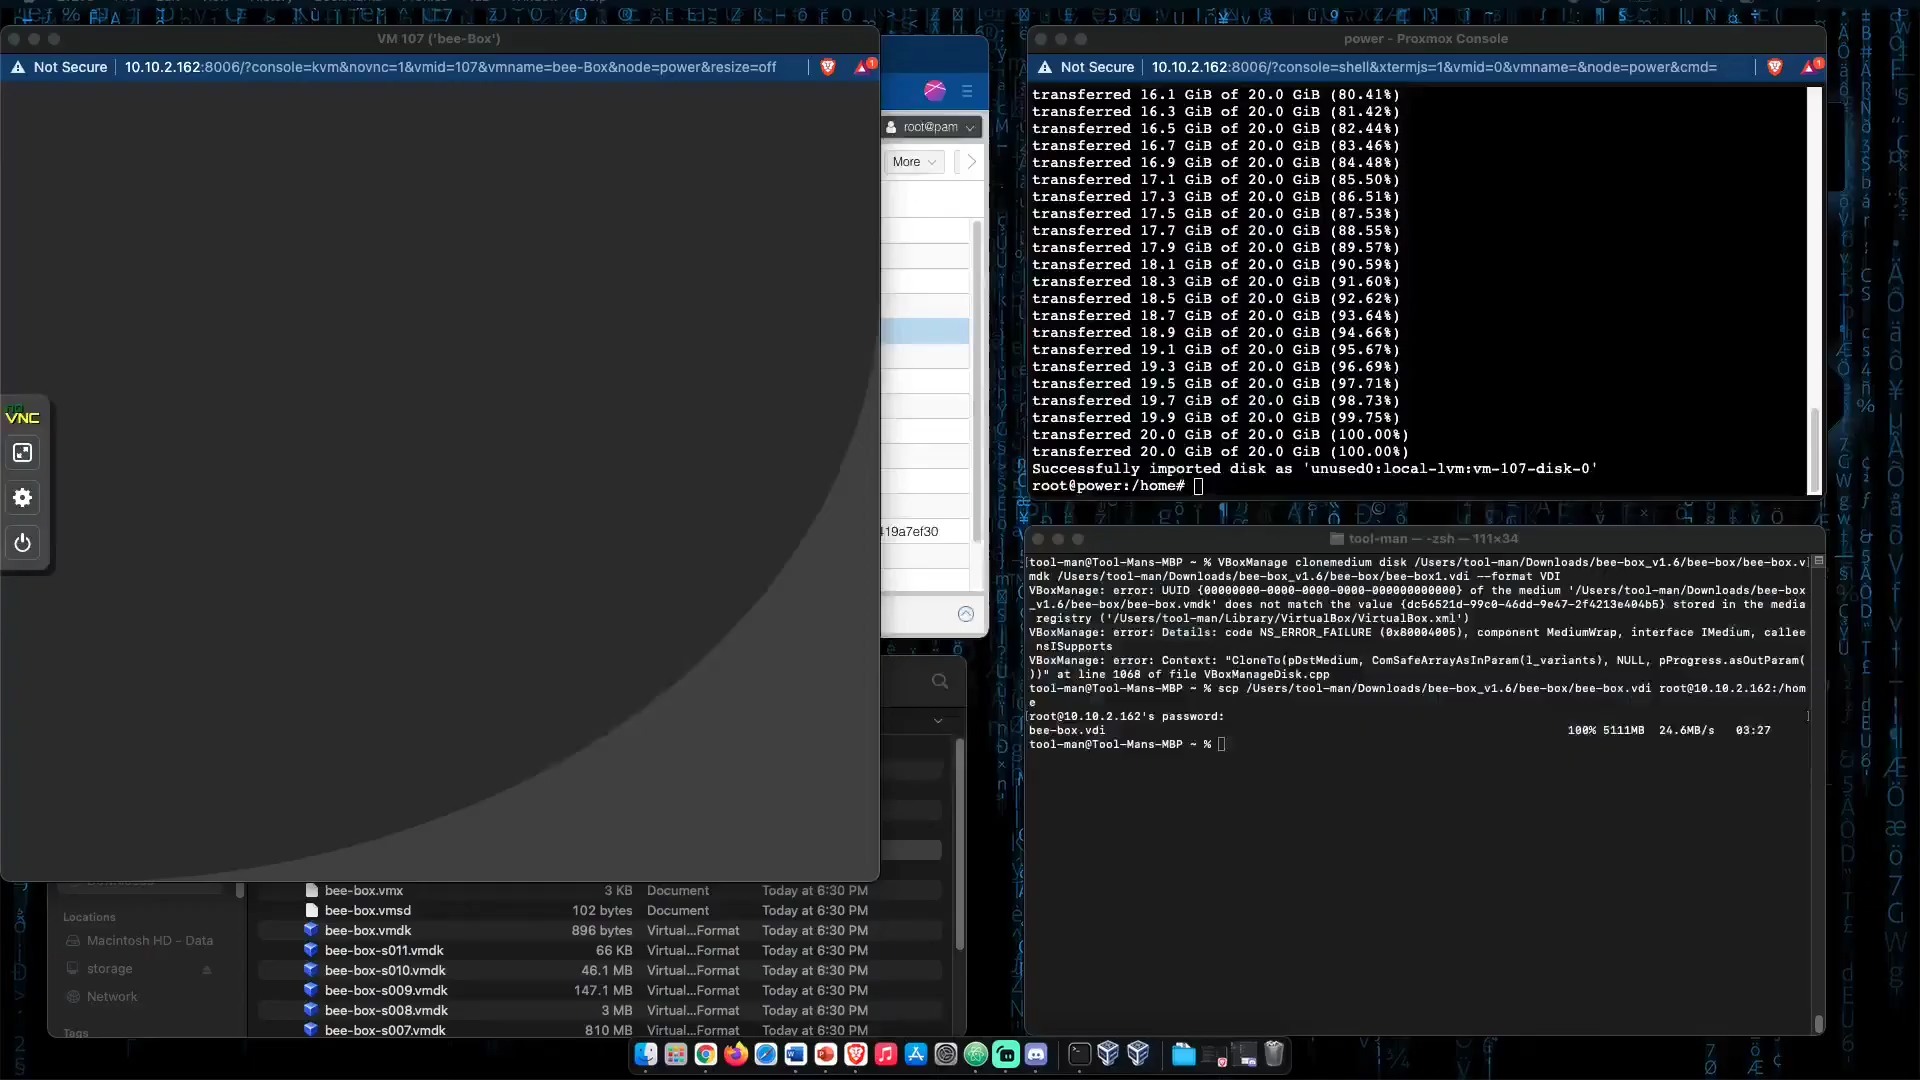 VM 107 ('bee-Box')
Not Secure
10.10.2.162:8006/?console=kvm&novnc=1&vmid=107&vmname=bee-Box&node=power&resize=off
1
VNC
root@pam
More
419a7ef30
power - Proxmox Console
Not Secure
10.10.2.162:8006/?console=shell&xtermjs=1&vmid=0&vmname=&node=power&cmd=
1
transferred 16.1 GiB of 20.0 GiB (80.41%)
transferred 16.3 GiB of 20.0 GiB (81.42%)
transferred 16.5 GiB of 20.0 GiB (82.44%)
transferred 16.7 GiB of 20.0 GiB (83.46%)
transferred 16.9 GiB of 20.0 GiB (84.48%)
transferred 17.1 GiB of 20.0 GiB (85.50%)
transferred 17.3 GiB of 20.0 GiB (86.51%)
transferred 17.5 GiB of 20.0 GiB (87.53%)
transferred 17.7 GiB of 20.0 GiB (88.55%)
transferred 17.9 GiB of 20.0 GiB (89.57%)
transferred 18.1 GiB of 20.0 GiB (90.59%)
transferred 18.3 GiB of 20.0 GiB (91.60%)
transferred 18.5 GiB of 20.0 GiB (92.62%)
transferred 18.7 GiB of 20.0 GiB (93.64%)
transferred 18.9 GiB of 20.0 GiB (94.66%)
transferred 19.1 GiB of 20.0 GiB (95.67%)
transferred 19.3 GiB of 20.0 GiB (96.69%)
transferred 19.5 GiB of 20.0 GiB (97.71%)
transferred 19.7 GiB of 20.0 GiB (98.73%)
transferred 19.9 GiB of 20.0 GiB (99.75%)
transferred 20.0 GiB of 20.0 GiB (100.00%)
transferred 20.0 GiB of 20.0 GiB (100.00%)
Successfully imported disk as 'unused0:local-lvm:vm-107-disk-0'
root@power:/home#
tool-man — -zsh — 111×34
[tool-man@Tool-Mans-MBP ~ % VBoxManage clonemedium disk /Users/tool-man/Downloads/bee-box_v1.6/bee-box/bee-box.v]
mdk /Users/tool-man/Downloads/bee-box_v1.6/bee-box/bee-box1.vdi --format VDI
VBoxManage: error: UUID {00000000-0000-0000-0000-000000000000} of the medium '/Users/tool-man/Downloads/bee-box
_v1.6/bee-box/bee-box.vmdk' does not match the value {dc56521d-99c0-46dd-9e47-2f4213e404b5} stored in the media
registry ('/Users/tool-man/Library/VirtualBox/VirtualBox.xml')
VBoxManage: error: Details: code NS_ERROR_FAILURE (0x80004005), component MediumWrap, interface IMedium, callee
nsISupports
VBoxManage: error: Context: "CloneTo(pDstMedium, ComSafeArrayAsInParam(l_variants), NULL, pProgress.asOutParam(
))" at line 1068 of file VBoxManageDisk.cpp
tool-man@Tool-Mans-MBP ~ % scp /Users/tool-man/Downloads/bee-box_v1.6/bee-box/bee-box.vdi root@10.10.2.162:/hom
e
[root@10.10.2.162's password: ]
bee-box.vdi 100% 5111MB 24.6MB/s 03:27
tool-man@Tool-Mans-MBP ~ %
Locations
Macintosh HD - Data
storage
Network
Tags
bee-box.vmx 3 KB Document Today at 6:30 PM
bee-box.vmsd 102 bytes Document Today at 6:30 PM
bee-box.vmdk 896 bytes Virtual...Format Today at 6:30 PM
bee-box-s011.vmdk 66 KB Virtual...Format Today at 6:30 PM
bee-box-s010.vmdk 46.1 MB Virtual...Format Today at 6:30 PM
bee-box-s009.vmdk 147.1 MB Virtual...Format Today at 6:30 PM
bee-box-s008.vmdk 3 MB Virtual...Format Today at 6:30 PM
bee-box-s007.vmdk 810 MB Virtual...Format Today at 6:30 PM